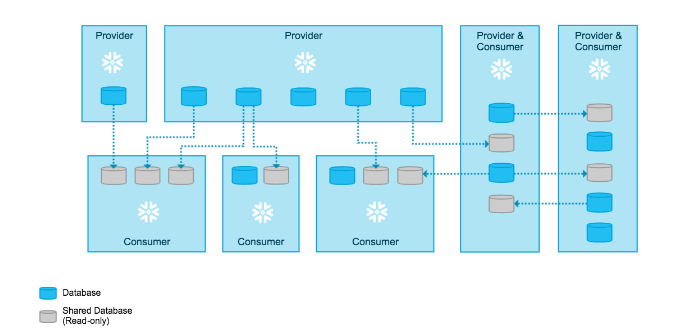 Provider
Provider
Provider &
Consumer
Provider &
Consumer
Consumer
Consumer
Consumer
Database
Shared Database
(Read-only)